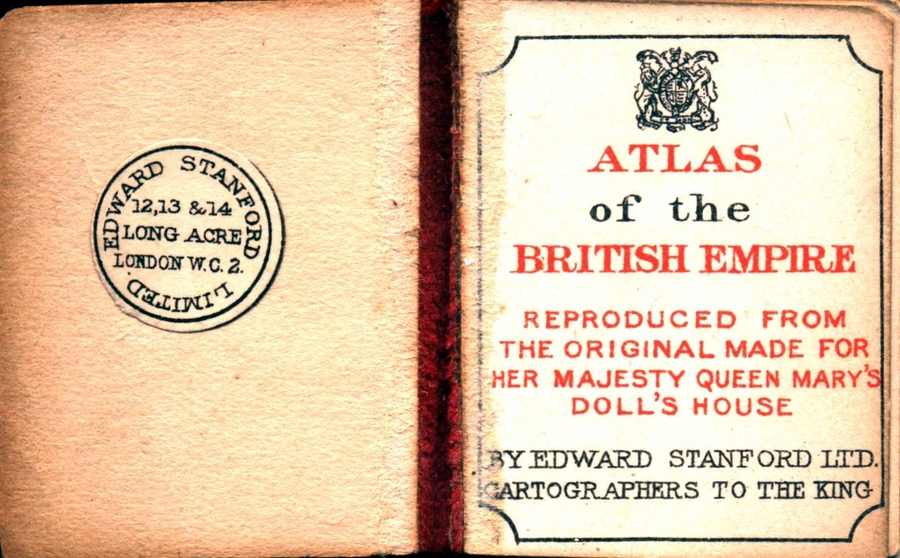 EDWARD STANFORD
12,13 & 14
LONG ACRE
LONDON W.C. 2.
LIMITED.
ATLAS
of the
BRITISH EMPIRE
REPRODUCED FROM
THE ORIGINAL MADE FOR
HER MAJESTY QUEEN MARY'S
DOLL'S HOUSE
BY EDWARD STANFORD LTD.
CARTOGRAPHERS TO THE KING